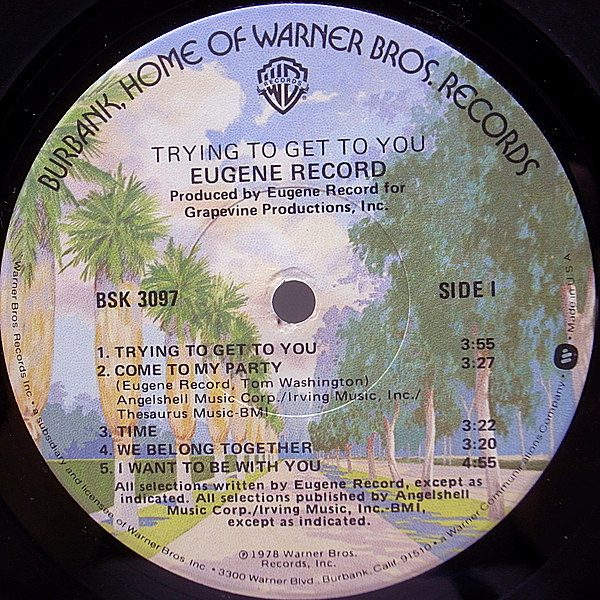 BURBANK, HOME OF WARNER BROS. RECORDS
W
RECORDS
TRYING TO GET TO YOU
EUGENE RECORD
Produced by Eugene Record for
Grapevine Productions, Inc.
BSK 3097
SIDE 1
1. TRYING TO GET TO YOU 3:55
2. COME TO MY PARTY 3:27
(Eugene Record, Tom Washington)
Angelshell Music Corp./Irving Music, Inc./
Thesaurus Music-BMI
3. TIME 3:22
4. WE BELONG TOGETHER 3:20
5. I WANT TO BE WITH YOU 4:55
All selections written by Eugene Record, except as
indicated. All selections published by Angelshell
Music Corp./Irving Music, Inc.-BMI,
except as indicated.
℗1978 Warner Bros.
Records, Inc.
Warner Bros. Records Inc. • a subsidiary and licensee of Warner Bros. Inc. • 3300 Warner Blvd., Burbank, Calif. 91510 • a Warner Communications Company • Made in U.S.A.